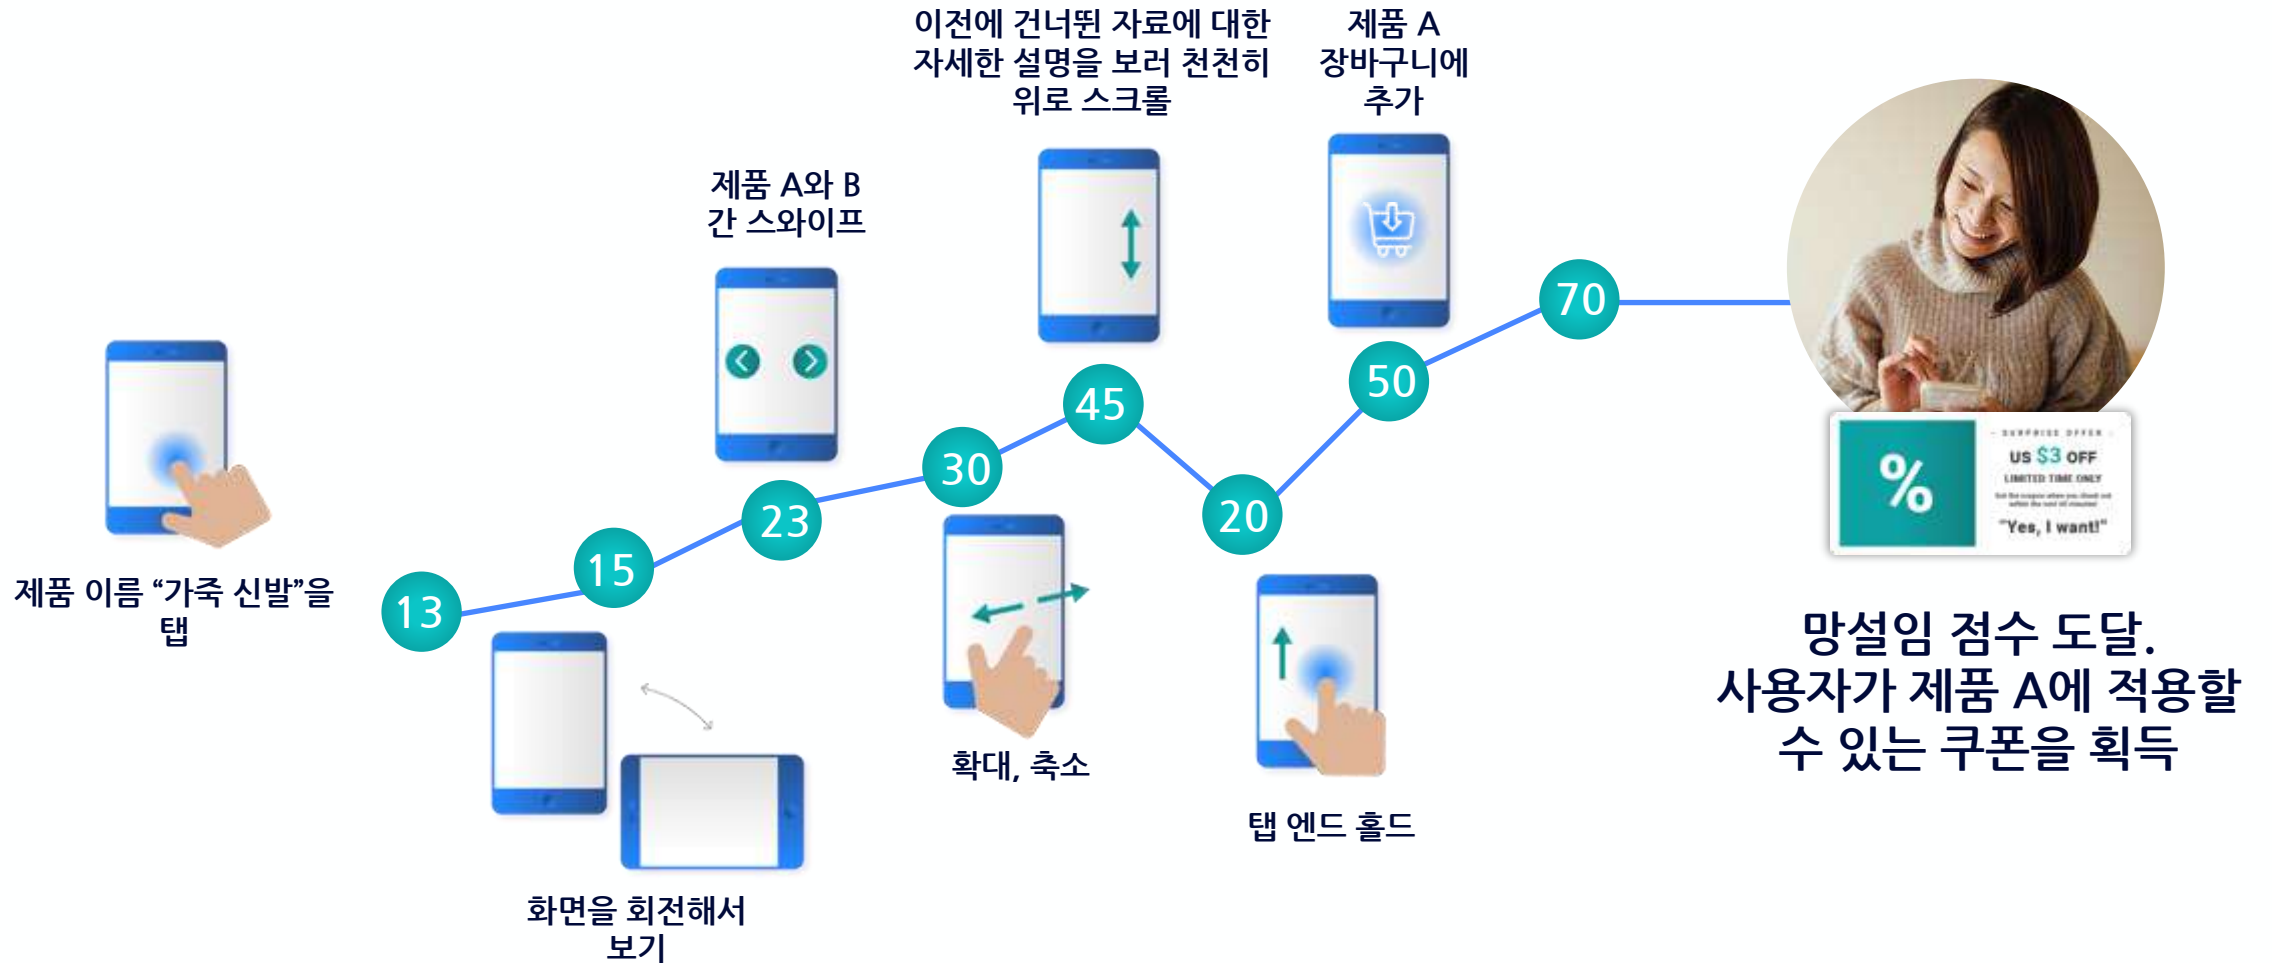 제품 이름 “가죽 신발”을
탭
13
15
화면을 회전해서
보기
제품 A와 B
간 스와이프
23
30
확대, 축소
이전에 건너뛴 자료에 대한
자세한 설명을 보러 천천히
위로 스크롤
45
20
탭 엔드 홀드
제품 A
장바구니에
추가
50
70
%
- SURPRISE OFFER -
US $3 OFF
LIMITED TIME ONLY
"Yes, I want!"
망설임 점수 도달.
사용자가 제품 A에 적용할
수 있는 쿠폰을 획득